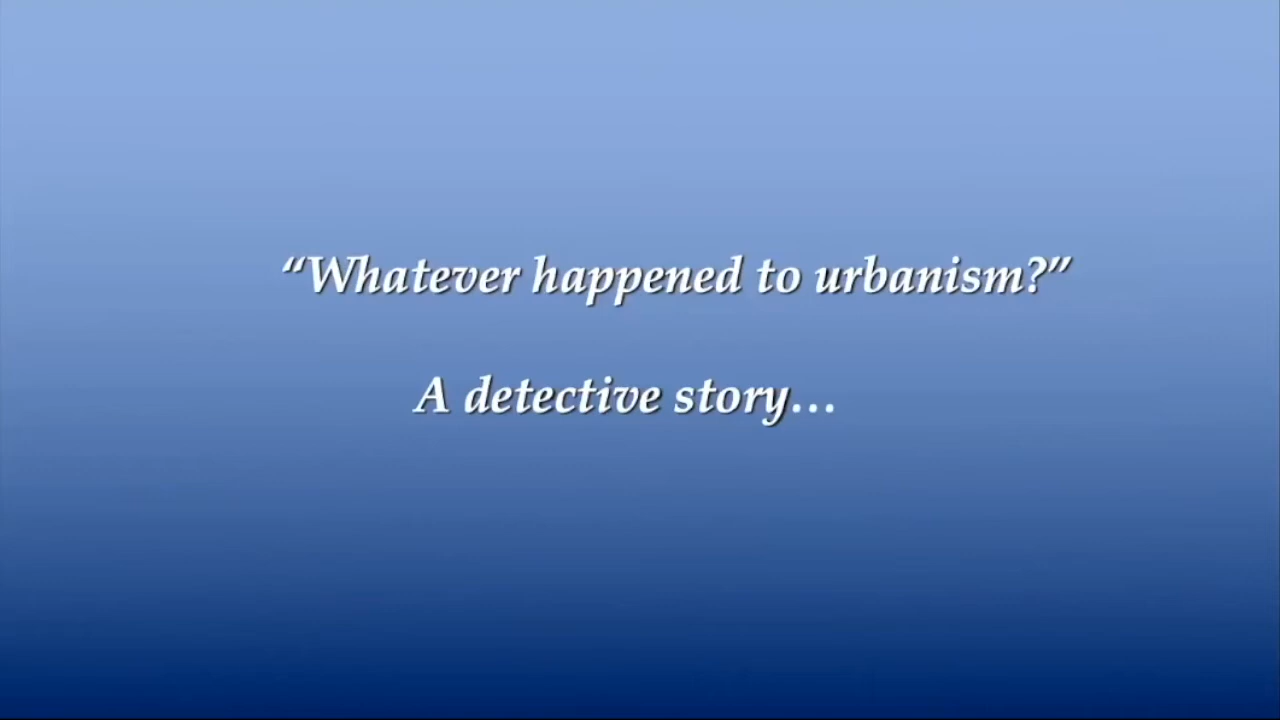 “Whatever happened to urbanism?”
A detective story…